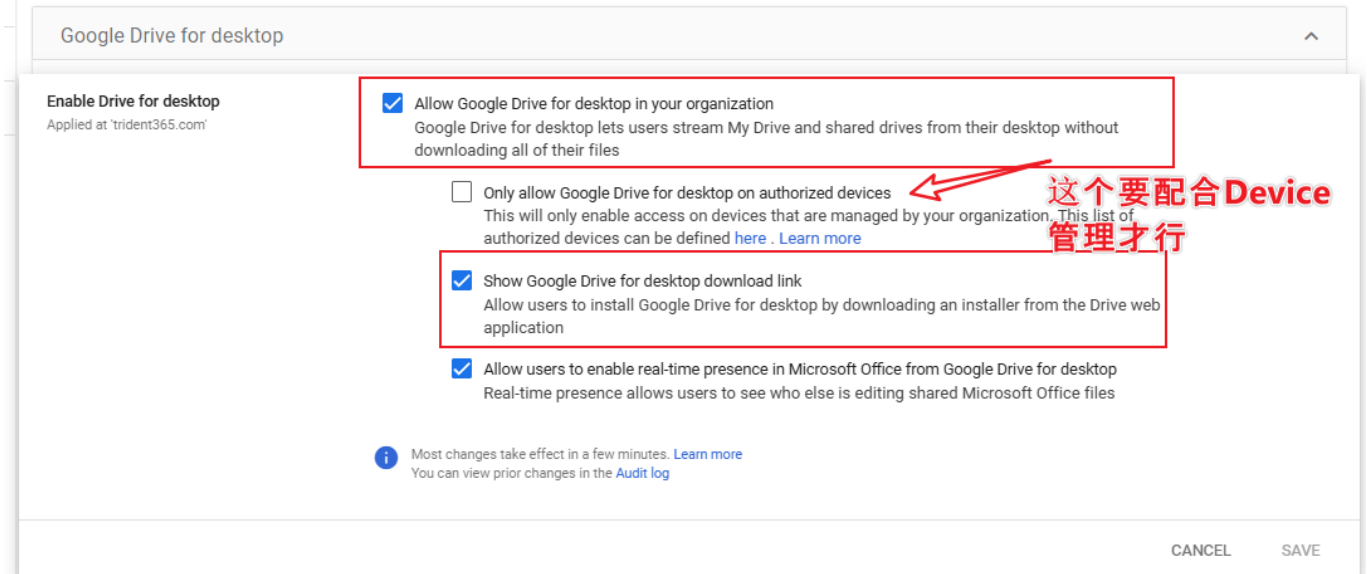 Google Drive for desktop
Enable Drive for desktop
Applied at 'trident365.com'
Allow Google Drive for desktop in your organization
Google Drive for desktop lets users stream My Drive and shared drives from their desktop without
downloading all of their files
Only allow Google Drive for desktop on authorized devices
This will only enable access on devices that are managed by your organization. This list of
authorized devices can be defined here . Learn more
这个要配合Device
管理才行
Show Google Drive for desktop download link
Allow users to install Google Drive for desktop by downloading an installer from the Drive web
application
Allow users to enable real-time presence in Microsoft Office from Google Drive for desktop
Real-time presence allows users to see who else is editing shared Microsoft Office files
Most changes take effect in a few minutes. Learn more
You can view prior changes in the Audit log
CANCEL SAVE